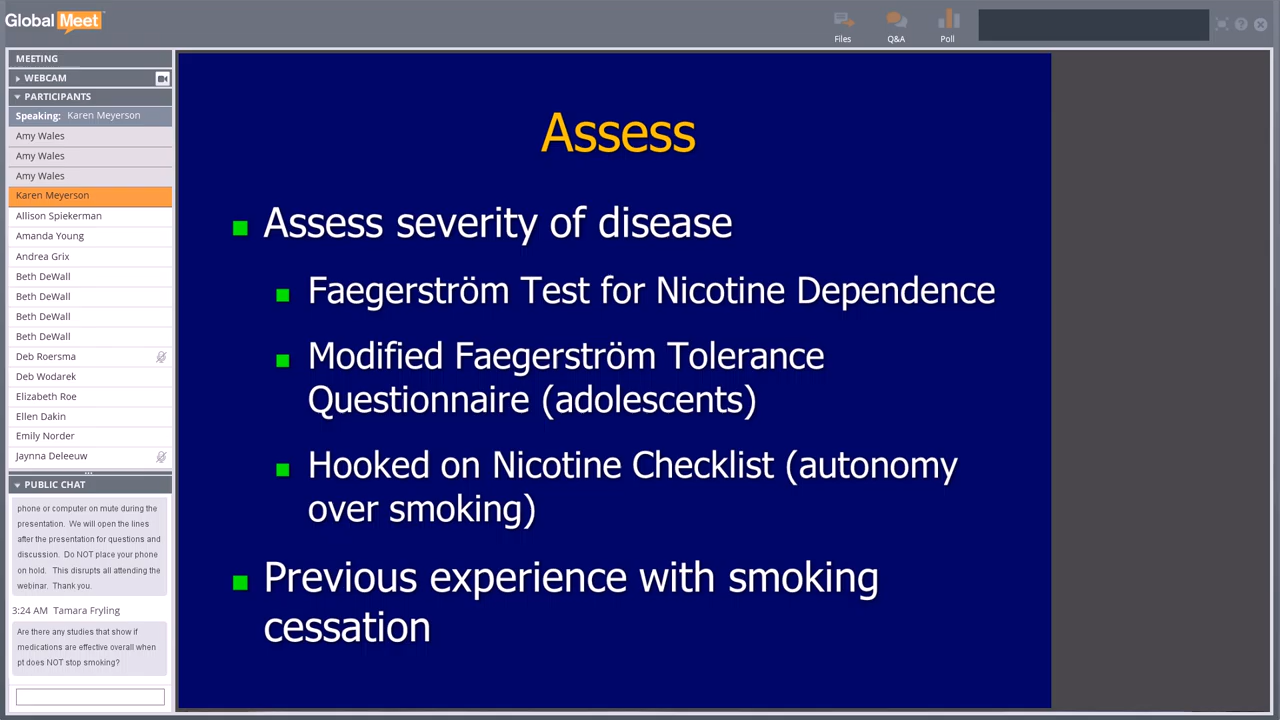 Global Meet
Files
Q&A
Poll
MEETING
WEBCAM
PARTICIPANTS
Speaking: Karen Meyerson
Amy Wales
Amy Wales
Amy Wales
Karen Meyerson
Allison Spiekerman
Amanda Young
Andrea Grix
Beth DeWall
Beth DeWall
Beth DeWall
Beth DeWall
Deb Roersma
Deb Wodarek
Elizabeth Roe
Ellen Dakin
Emily Norder
Jaynna Deleeuw
PUBLIC CHAT
phone or computer on mute during the
presentation. We will open the lines
after the presentation for questions and
discussion. Do NOT place your phone
on hold. This disrupts all attending the
webinar. Thank you.
3:24 AM Tamara Fryling
Are there any studies that show if
medications are effective overall when
pt does NOT stop smoking?
Assess
Assess severity of disease
Faegerström Test for Nicotine Dependence
Modified Faegerström Tolerance
Questionnaire (adolescents)
Hooked on Nicotine Checklist (autonomy
over smoking)
Previous experience with smoking
cessation